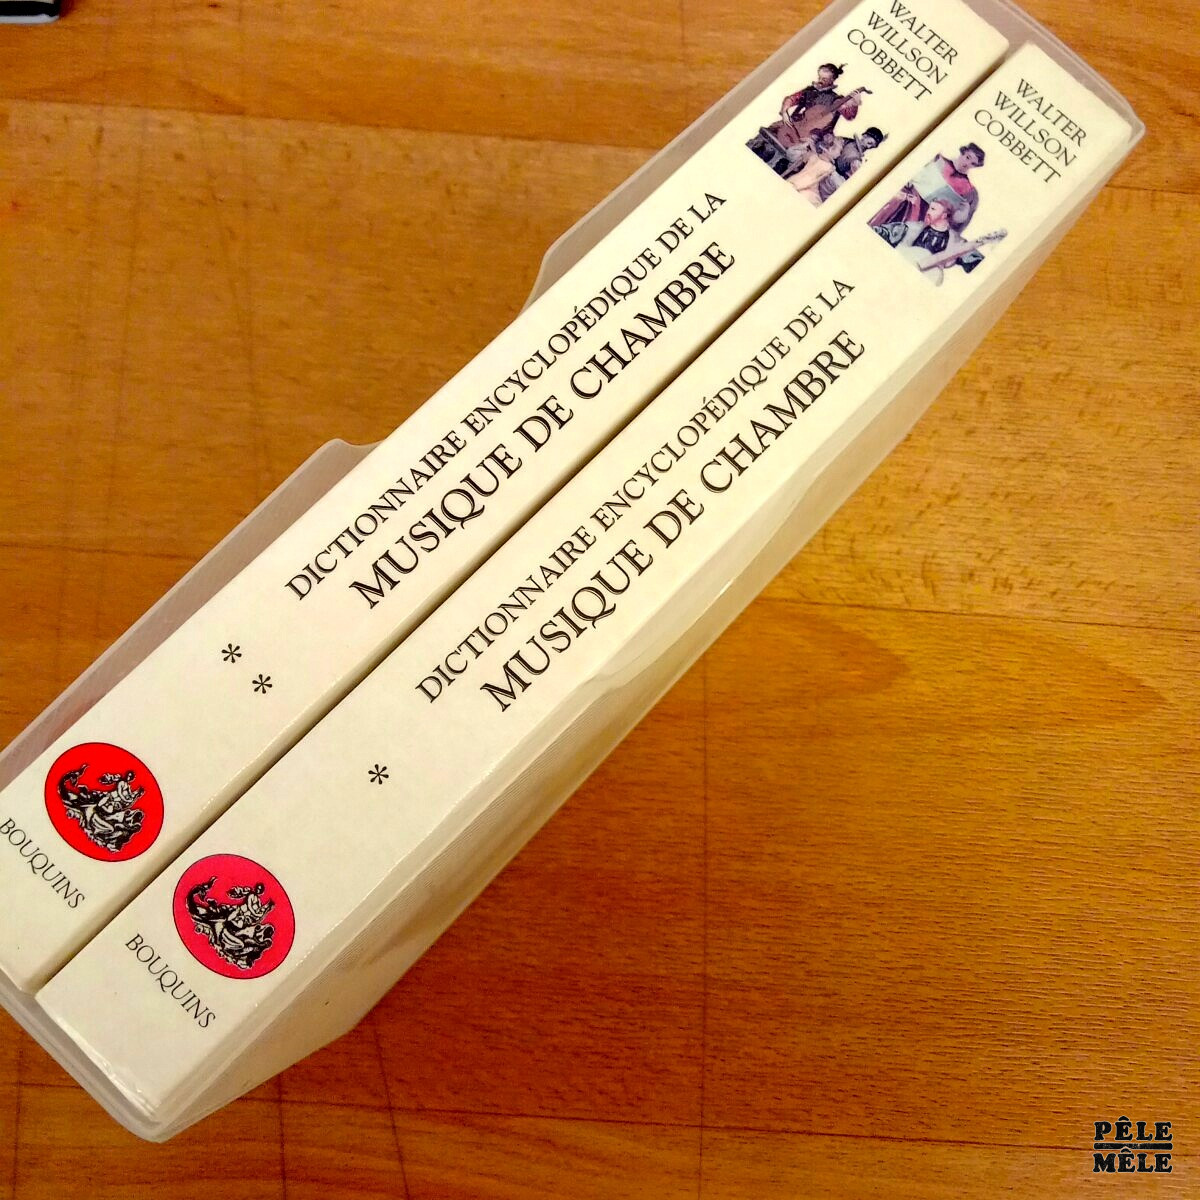 WALTER
WILLSON
COBBETT
DICTIONNAIRE ENCYCLOPÉDIQUE DE LA
MUSIQUE DE CHAMBRE
*
*
BOUQUINS
WALTER
WILLSON
COBBETT
DICTIONNAIRE ENCYCLOPÉDIQUE DE LA
MUSIQUE DE CHAMBRE
*
BOUQUINS
PÊLE
MÊLE